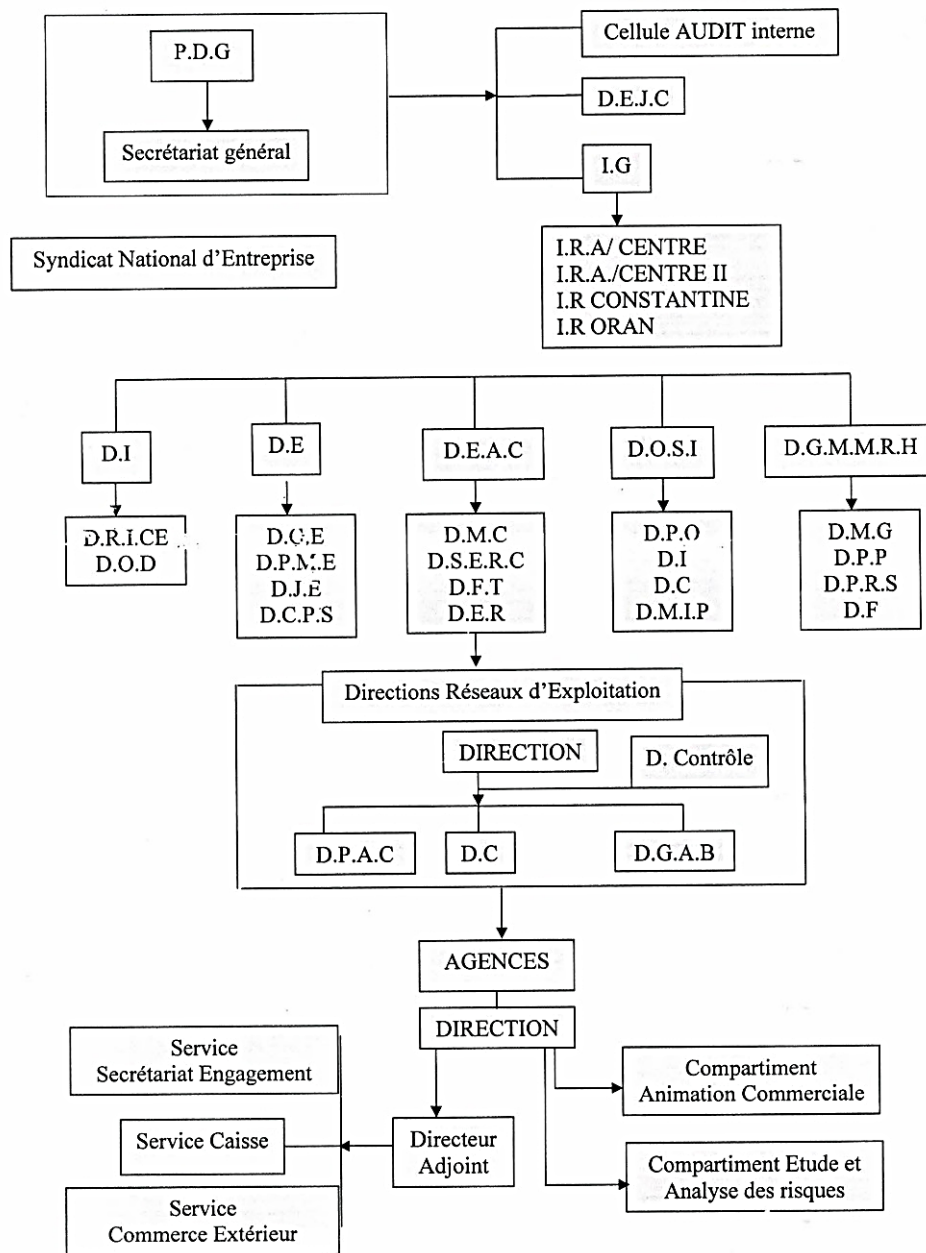 P.D.G
Secrétariat général
Cellule AUDIT interne
D.E.J.C
I.G
I.R.A/ CENTRE
I.R.A./CENTRE II
I.R CONSTANTINE
I.R ORAN
Syndicat National d’Entreprise
D.I
D.E
D.E.A.C
D.O.S.I
D.G.M.M.R.H
D.R.I.CE
D.O.D
D.P.M.E
D.J.E
D.C.P.S
D.M.C
D.S.E.R.C
D.F.T
D.E.R
D.P.O
D.I
D.C
D.M.I.P
D.M.G
D.P.P
D.P.R.S
D.F
Directions Réseaux d’Exploitation
DIRECTION
D. Contrôle
D.P.A.C
D.C
D.G.A.B
AGENCES
DIRECTION
Service
Secrétariat Engagement
Service Caisse
Service
Commerce Extérieur
Directeur
Adjoint
Compartiment
Animation Commerciale
Compartiment Etude et
Analyse des risques